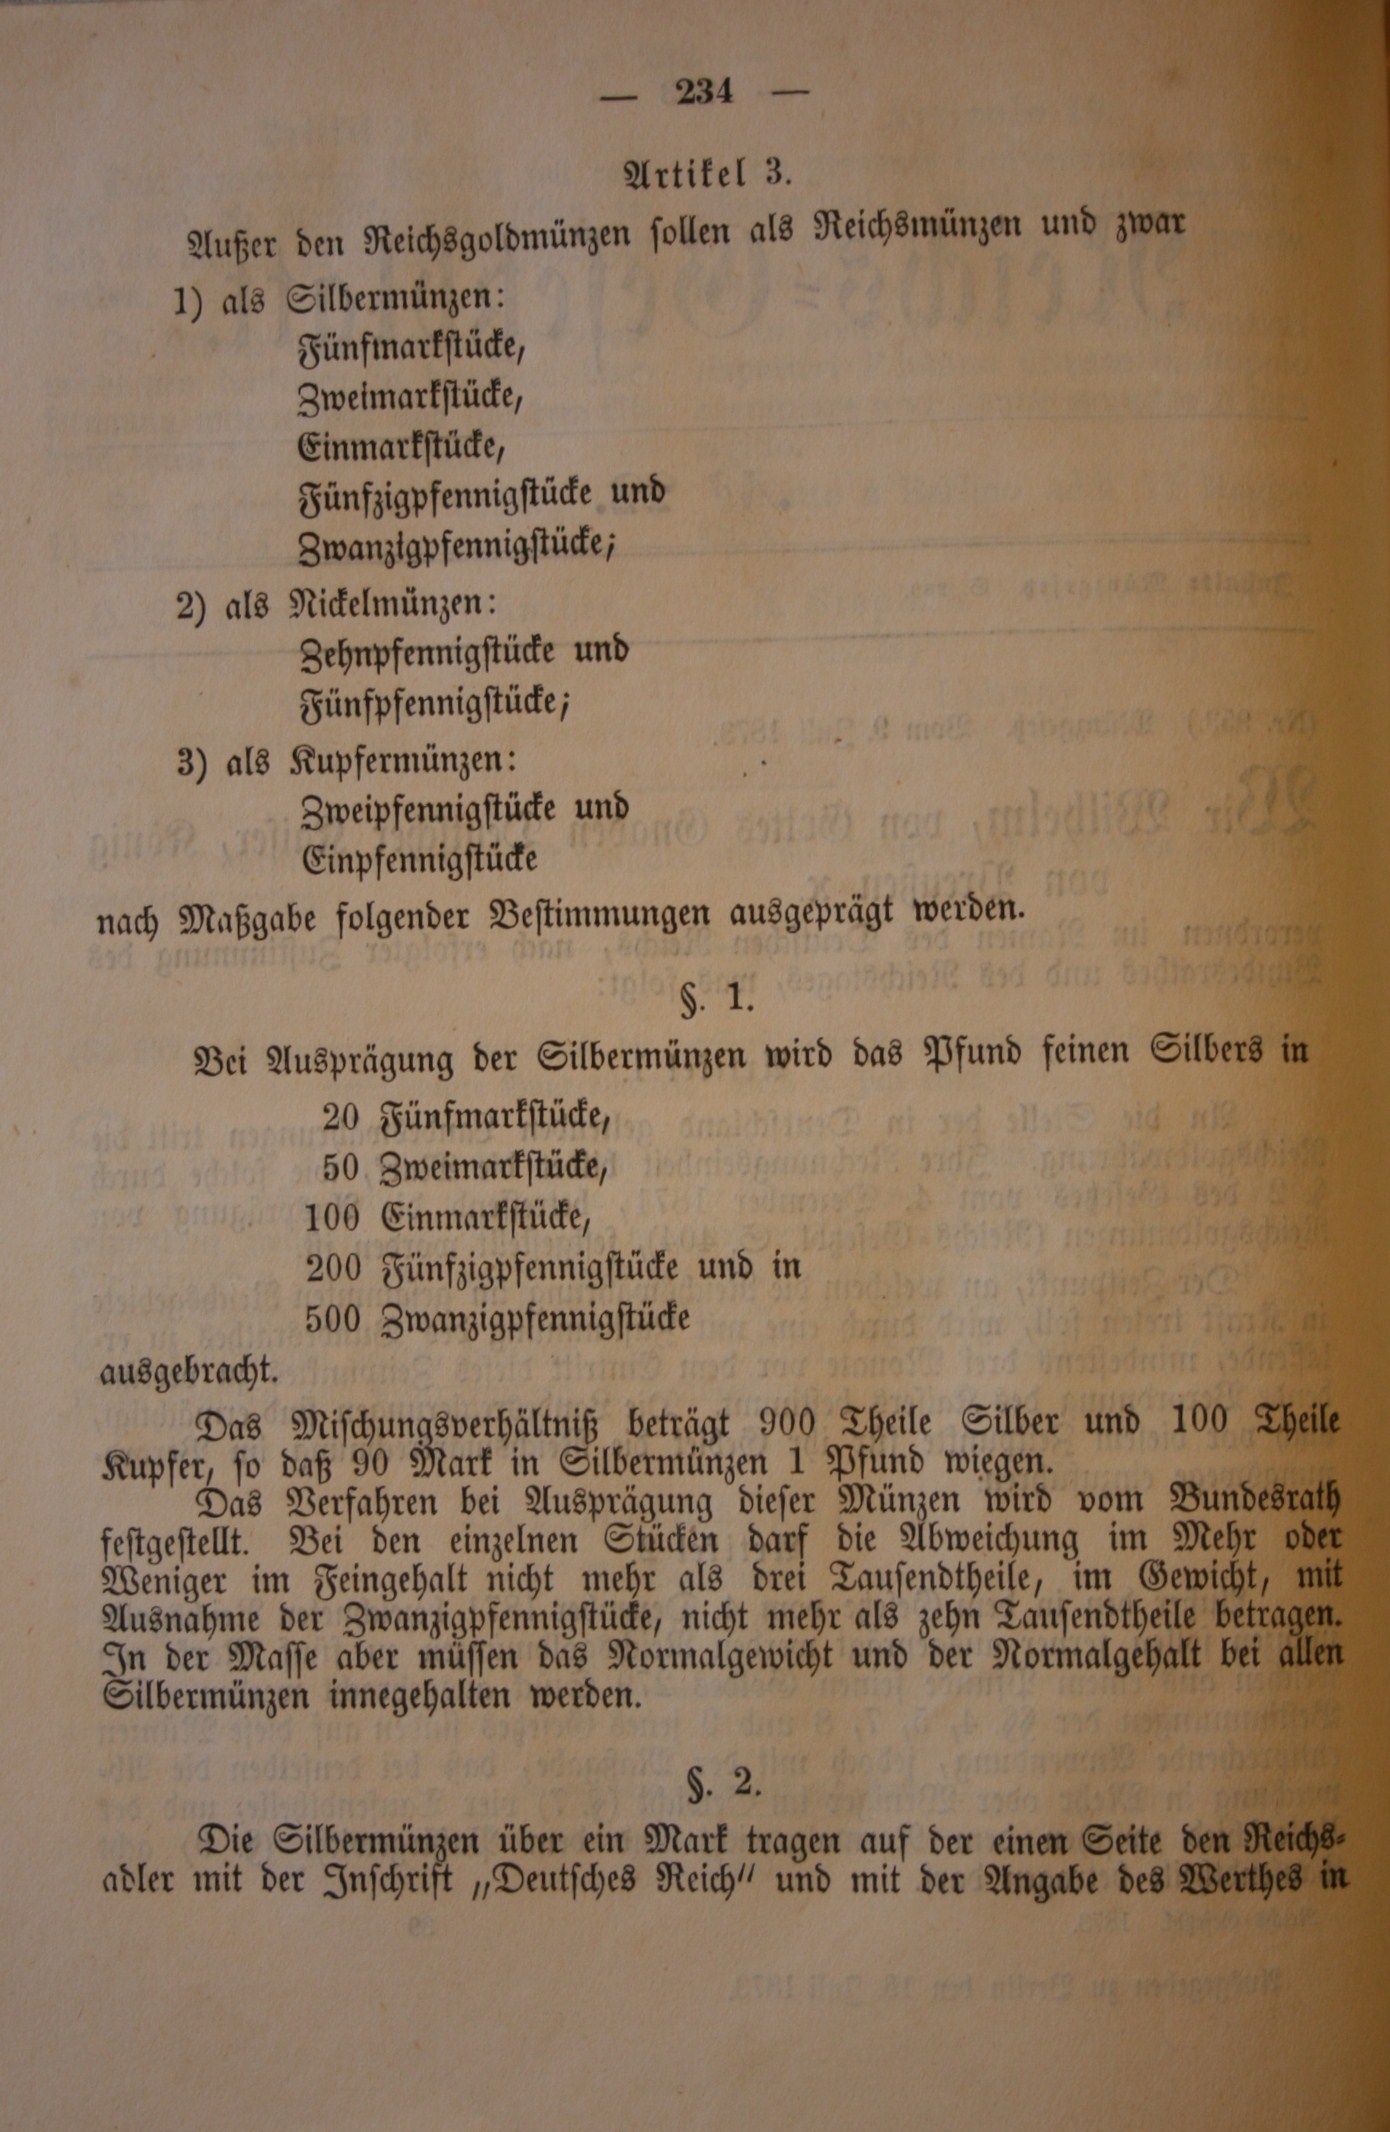 — 234 —
Artikel 3.
Außer den Reichsgoldmünzen sollen als Reichsmünzen und zwar
1) als Silbermünzen:
Fünfmarkstücke,
Zweimarkstücke,
Einmarkstücke,
Fünfzigpfennigstücke und
Zwanzigpfennigstücke;
2) als Nickelmünzen:
Zehnpfennigstücke und
Fünfpfennigstücke;
3) als Kupfermünzen:
Zweipfennigstücke und
Einpfennigstücke
nach Maßgabe folgender Bestimmungen ausgeprägt werden.
§. 1.
Bei Ausprägung der Silbermünzen wird das Pfund feinen Silbers in
20 Fünfmarkstücke,
50 Zweimarkstücke,
100 Einmarkstücke,
200 Fünfzigpfennigstücke und in
500 Zwanzigpfennigstücke
ausgebracht.
Das Mischungsverhältniß beträgt 900 Theile Silber und 100 Theile
Kupfer, so daß 90 Mark in Silbermünzen 1 Pfund wiegen.
Das Verfahren bei Ausprägung dieser Münzen wird vom Bundesrath
festgestellt. Bei den einzelnen Stücken darf die Abweichung im Mehr oder
Weniger im Feingehalt nicht mehr als drei Tausendtheile, im Gewicht, mit
Ausnahme der Zwanzigpfennigstücke, nicht mehr als zehn Tausendtheile betragen.
In der Masse aber müssen das Normalgewicht und der Normalgehalt bei allen
Silbermünzen innegehalten werden.
§. 2.
Die Silbermünzen über ein Mark tragen auf der einen Seite den Reichs-
adler mit der Inschrift „Deutsches Reich" und mit der Angabe des Werthes in